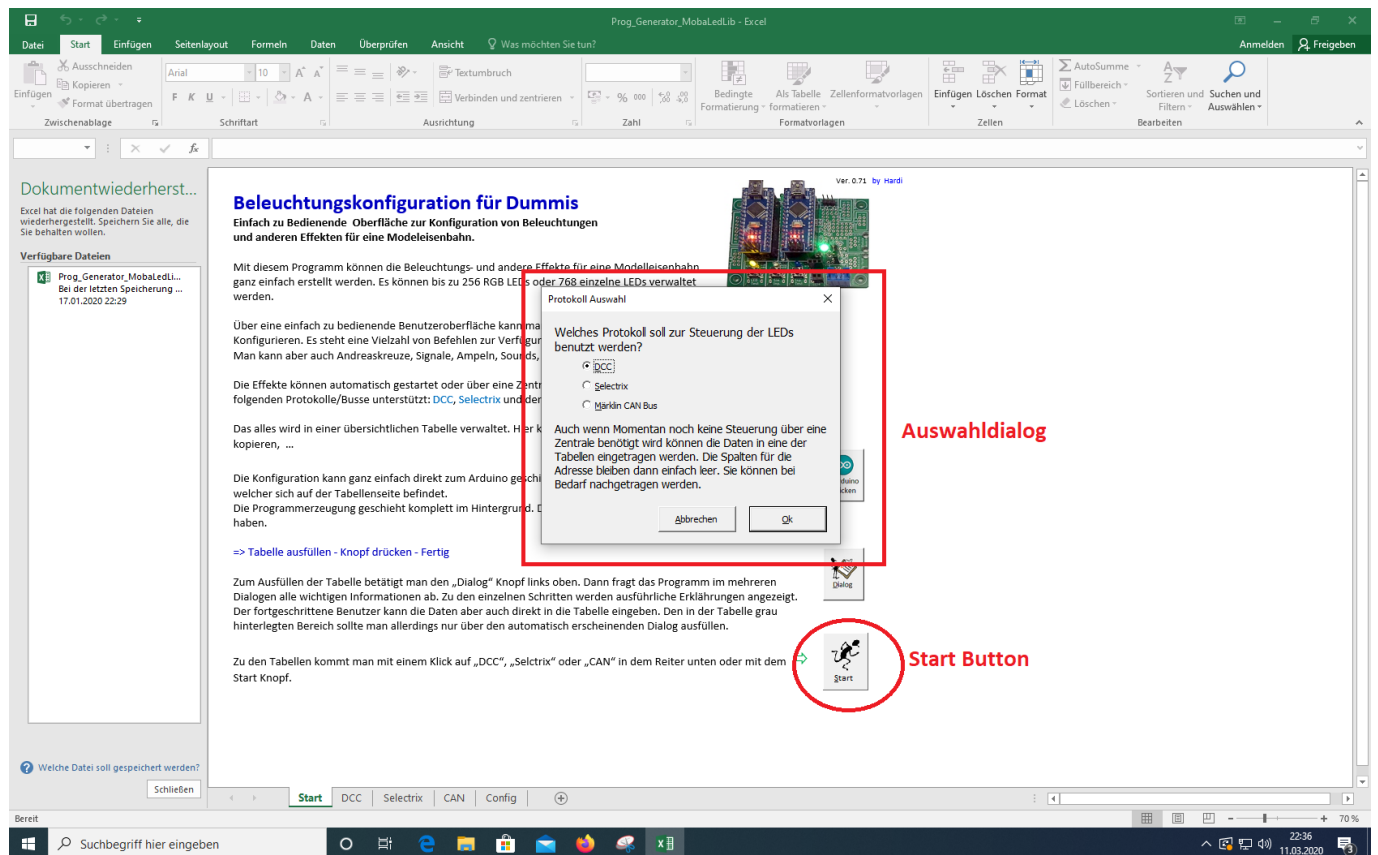 Prog_Generator_MobaLedLib - Excel
Datei Start Einfügen Seitenlayout Formeln Daten Überprüfen Ansicht Was möchten Sie tun? Anmelden Freigeben
Einfügen
Ausschneiden
Kopieren
Format übertragen
Zwischenablage
Arial 10
F K U
Schriftart
Textumbruch
Verbinden und zentrieren
Ausrichtung
% 000
Zahl
Bedingte Formatierung
Als Tabelle formatieren
Zellenformatvorlagen
Formatvorlagen
Einfügen Löschen Format
Zellen
AutoSumme
Füllbereich
Löschen
Sortieren und Filtern
Suchen und Auswählen
Bearbeiten
fx
Dokumentwiederherst...
Excel hat die folgenden Dateien
wiederhergestellt. Speichern Sie alle, die
Sie behalten wollen.
Verfügbare Dateien
Prog_Generator_MobaLedLi...
Bei der letzten Speicherung ...
17.01.2020 22:29
Welche Datei soll gespeichert werden?
Schließen
Ver. 0.71 by Hardi
Beleuchtungskonfiguration für Dummis
Einfach zu Bedienende Oberfläche zur Konfiguration von Beleuchtungen
und anderen Effekten für eine Modeleisenbahn.
Mit diesem Programm können die Beleuchtungs- und andere Effekte für eine Modelleisenbahn
ganz einfach erstellt werden. Es können bis zu 256 RGB LEDs oder 768 einzelne LEDs verwaltet
werden.
Über eine einfach zu bedienende Benutzeroberfläche kann ma
Konfigurieren. Es steht eine Vielzahl von Befehlen zur Verfügun
Man kann aber auch Andreaskreuze, Signale, Ampeln, Sounds,
Die Effekte können automatisch gestartet oder über eine Zentr
folgenden Protokolle/Busse unterstützt: DCC, Selectrix und der
Das alles wird in einer übersichtlichen Tabelle verwaltet. Hier k
kopieren, ...
Die Konfiguration kann ganz einfach direkt zum Arduino geschi
welcher sich auf der Tabellenseite befindet.
Die Programmerzeugung geschieht komplett im Hintergrund. D
haben.
=> Tabelle ausfüllen - Knopf drücken - Fertig
Zum Ausfüllen der Tabelle betätigt man den „Dialog" Knopf links oben. Dann fragt das Programm im mehreren
Dialogen alle wichtigen Informationen ab. Zu den einzelnen Schritten werden ausführliche Erklährungen angezeigt.
Der fortgeschrittene Benutzer kann die Daten aber auch direkt in die Tabelle eingeben. Den in der Tabelle grau
hinterlegten Bereich sollte man allerdings nur über den automatisch erscheinenden Dialog ausfüllen.
Zu den Tabellen kommt man mit einem Klick auf „DCC", „Selctrix" oder „CAN" in dem Reiter unten oder mit dem
Start Knopf.
Protokoll Auswahl
Welches Protokoll soll zur Steuerung der LEDs
benutzt werden?
DCC
Selectrix
Märklin CAN Bus
Auch wenn Momentan noch keine Steuerung über eine
Zentrale benötigt wird können die Daten in eine der
Tabellen eingetragen werden. Die Spalten für die
Adresse bleiben dann einfach leer. Sie können bei
Bedarf nachgetragen werden.
Abbrechen Ok
Auswahldialog
duino
cken
Dialog
Start
Start Button
Start DCC Selectrix CAN Config
Bereit
70 %
Suchbegriff hier eingeben
22:36
11.03.2020
3